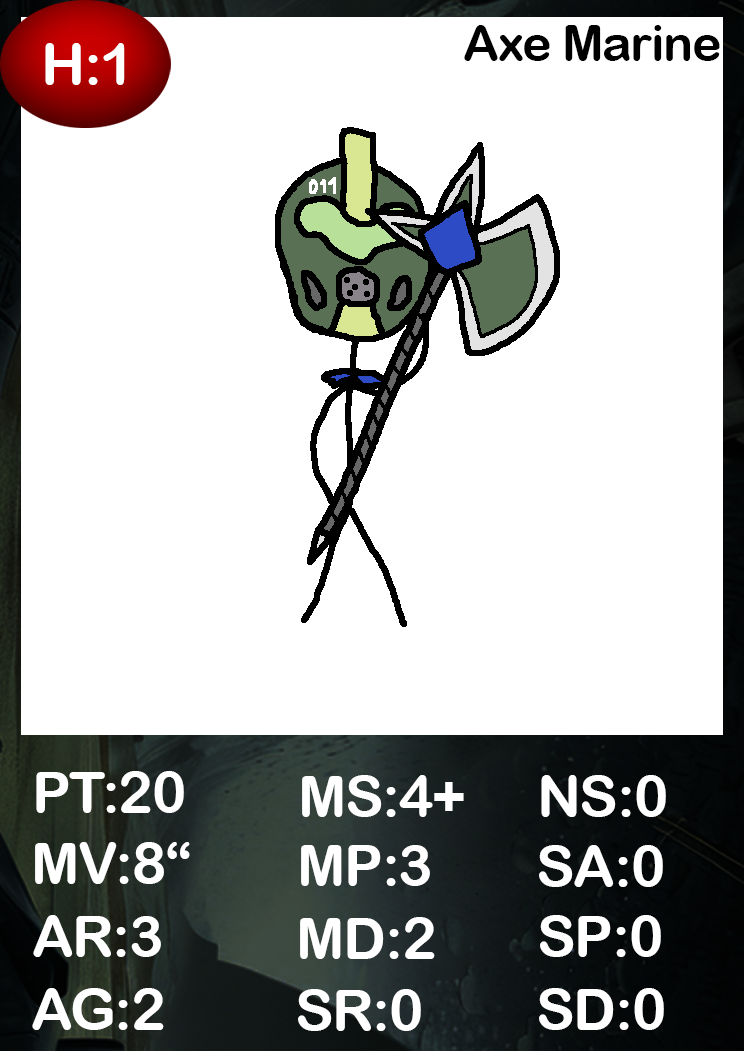 H:1
Axe Marine
011
PT:20 MS:4+ NS:0
MV:8“ MP:3 SA:0
AR:3 MD:2 SP:0
AG:2 SR:0 SD:0